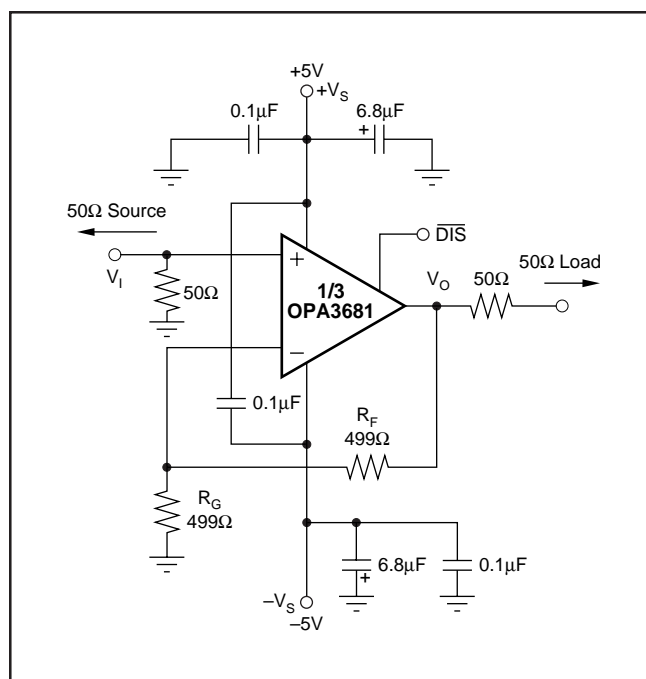 +5V
+V_S
0.1µF
6.8µF
+
50Ω Source
V_I
50Ω
+
1/3
OPA3681
−
DIS
V_O
50Ω
50Ω Load
0.1µF
R_F
499Ω
R_G
499Ω
6.8µF
+
0.1µF
−V_S
−5V